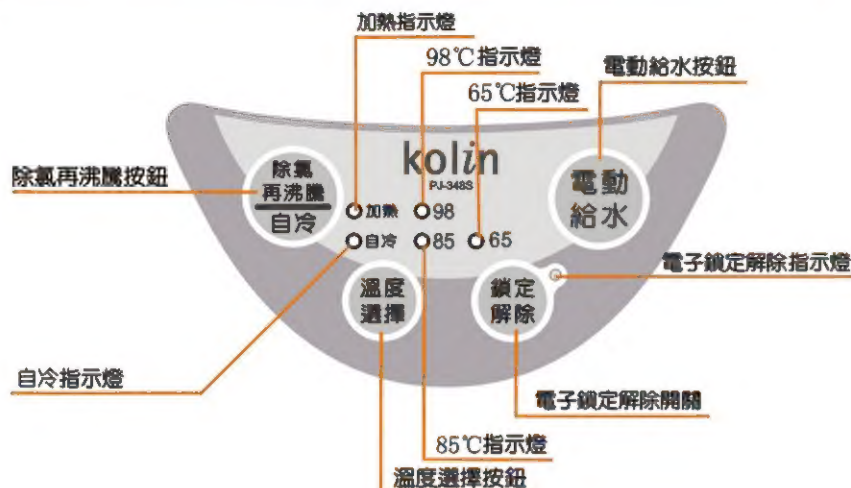 加熱指示燈
98℃指示燈
65℃指示燈
電動給水按鈕
kolin
PJ-348S
除氯
再沸騰
自冷
除氯再沸騰按鈕
電動
給水
加熱
98
自冷
85
65
電子鎖定解除指示燈
溫度
選擇
鎖定
解除
自冷指示燈
電子鎖定解除開關
85℃指示燈
溫度選擇按鈕